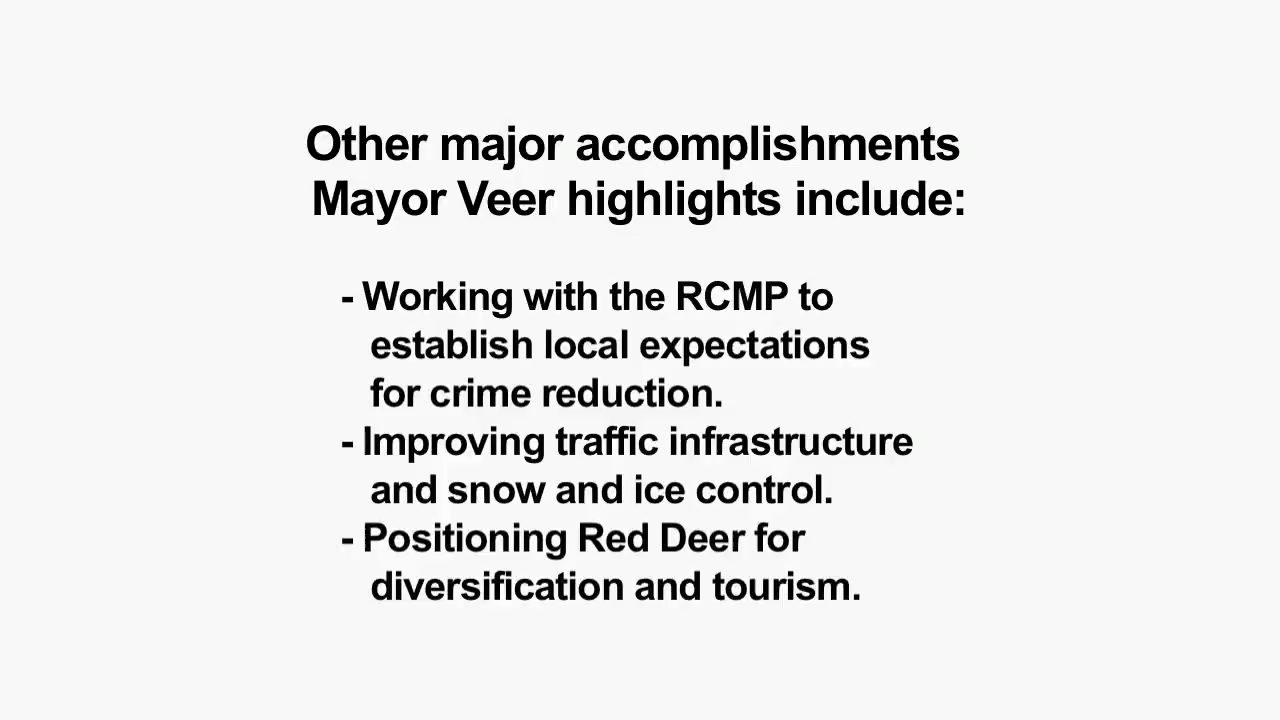 Other major accomplishments
Mayor Veer highlights include:
- Working with the RCMP to
establish local expectations
for crime reduction.
- Improving traffic infrastructure
and snow and ice control.
- Positioning Red Deer for
diversification and tourism.